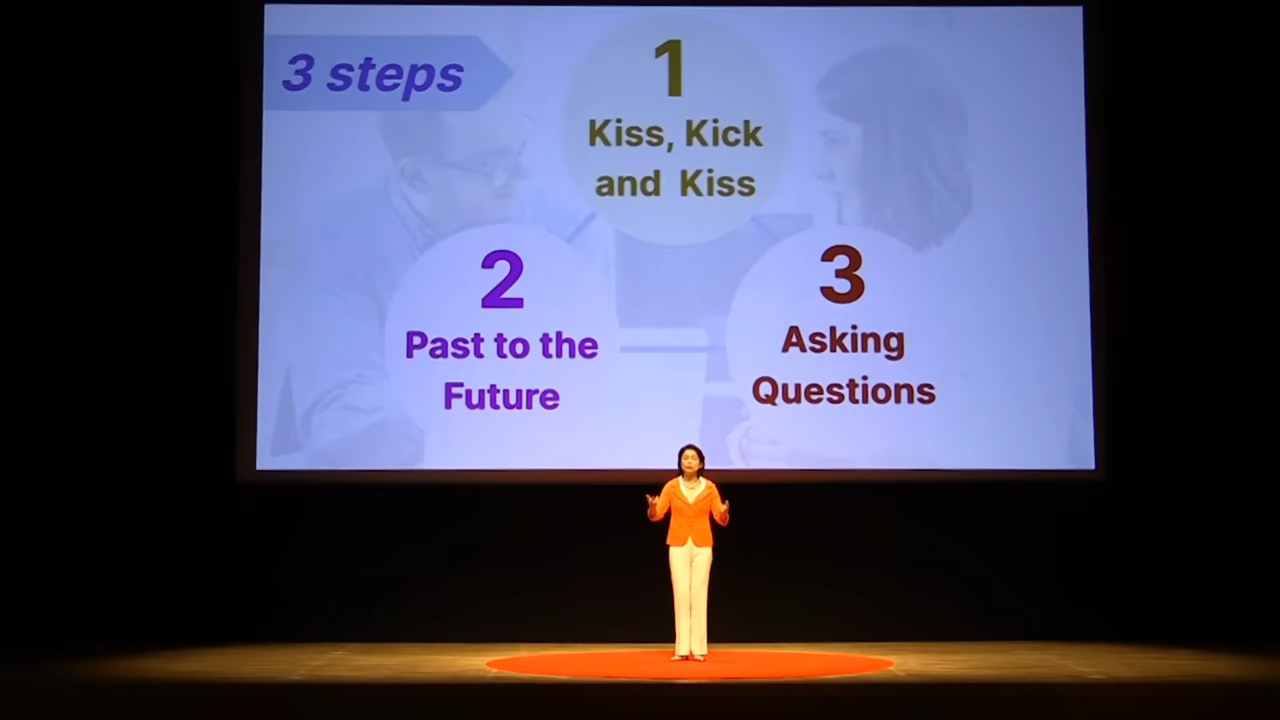 3 steps
1
Kiss, Kick
and Kiss
2
Past to the
Future
3
Asking
Questions